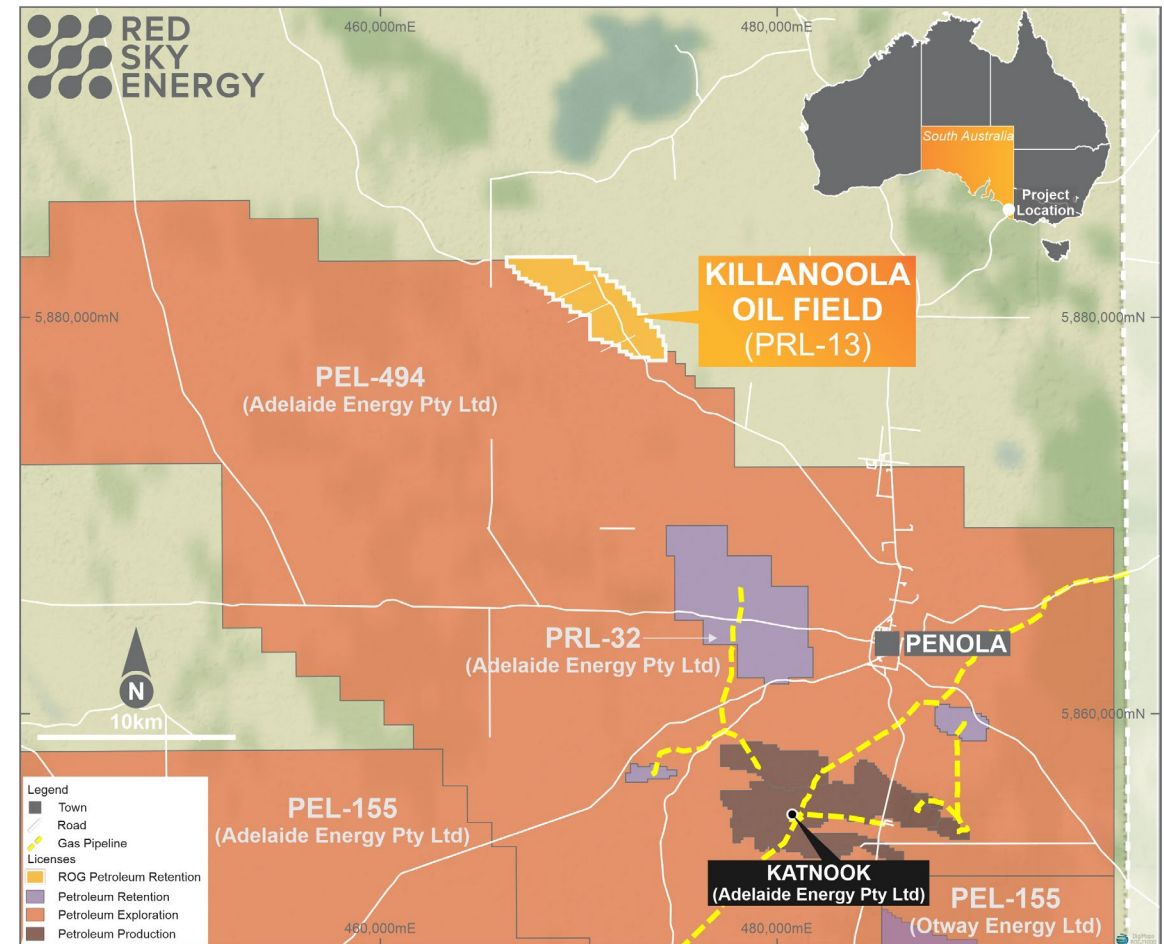 RED
SKY
ENERGY
460,000mE
480,000mE
South Australia
Project
Location
KILLANOOLA
OIL FIELD
(PRL-13)
5,880,000mN
5,880,000mN
PEL-494
(Adelaide Energy Pty Ltd)
PRL-32
(Adelaide Energy Pty Ltd)
PENOLA
N
10km
5,860,000mN
PEL-155
(Adelaide Energy Pty Ltd)
KATNOOK
(Adelaide Energy Pty Ltd)
PEL-155
(Otway Energy Ltd)
Legend
Town
Road
Gas Pipeline
Licenses
ROG Petroleum Retention
Petroleum Retention
Petroleum Exploration
Petroleum Production
460,000mE
480,000mE